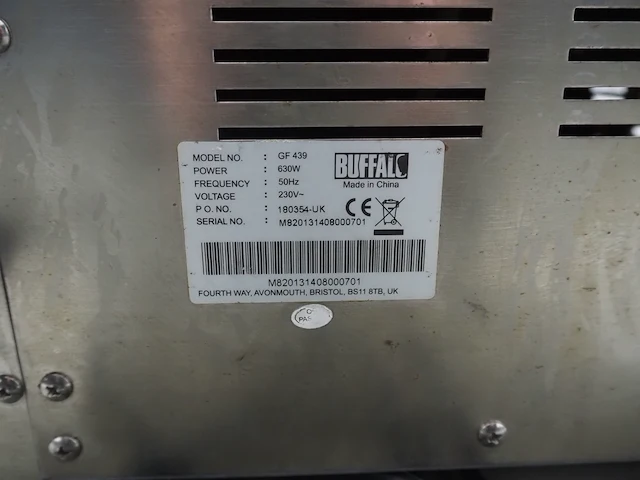 MODEL NO. : GF 439
POWER : 630W
FREQUENCY : 50Hz
VOLTAGE : 230V~
P O. NO. : 180354-UK
SERIAL NO. : M820131408000701
BUFFALO
Made in China
CE
M820131408000701
FOURTH WAY, AVONMOUTH, BRISTOL, BS11 8TB, UK